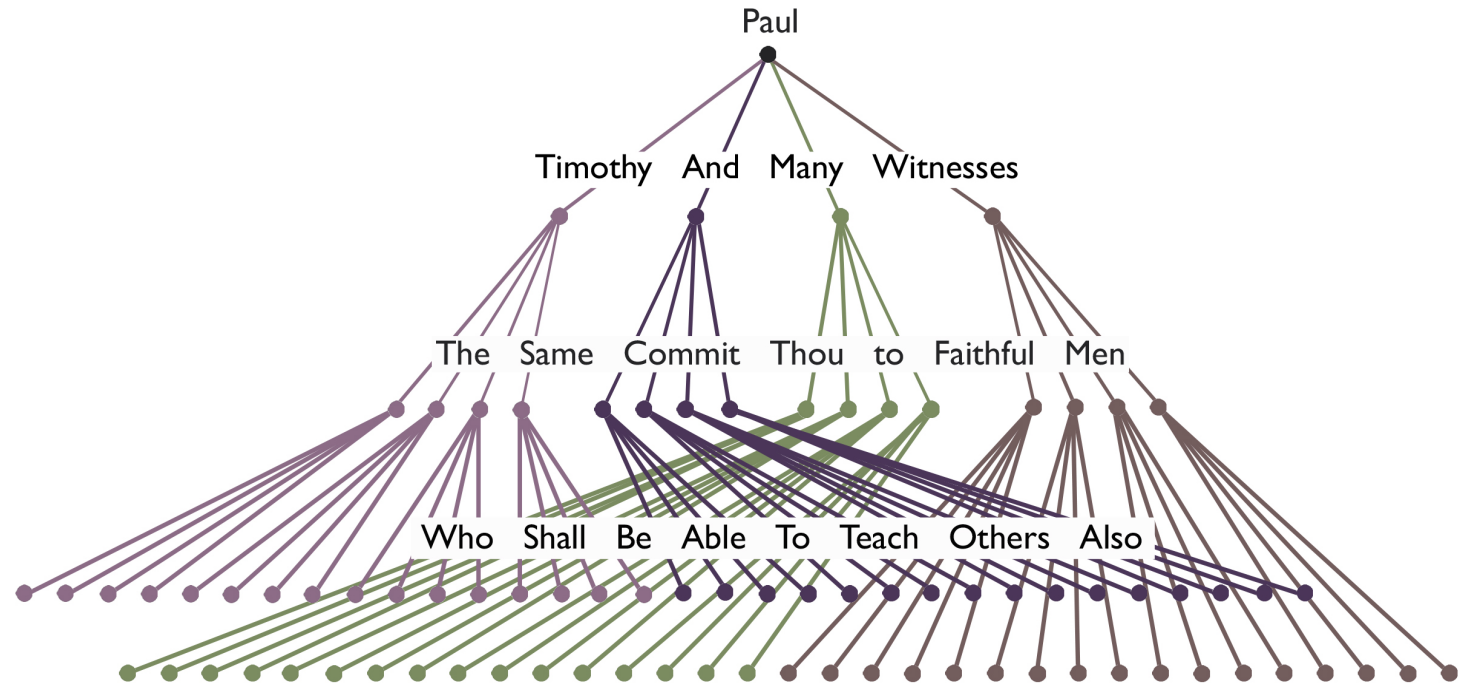 Paul
Timothy And Many Witnesses
The Same Commit Thou to Faithful Men
Who Shall Be Able To Teach Others Also